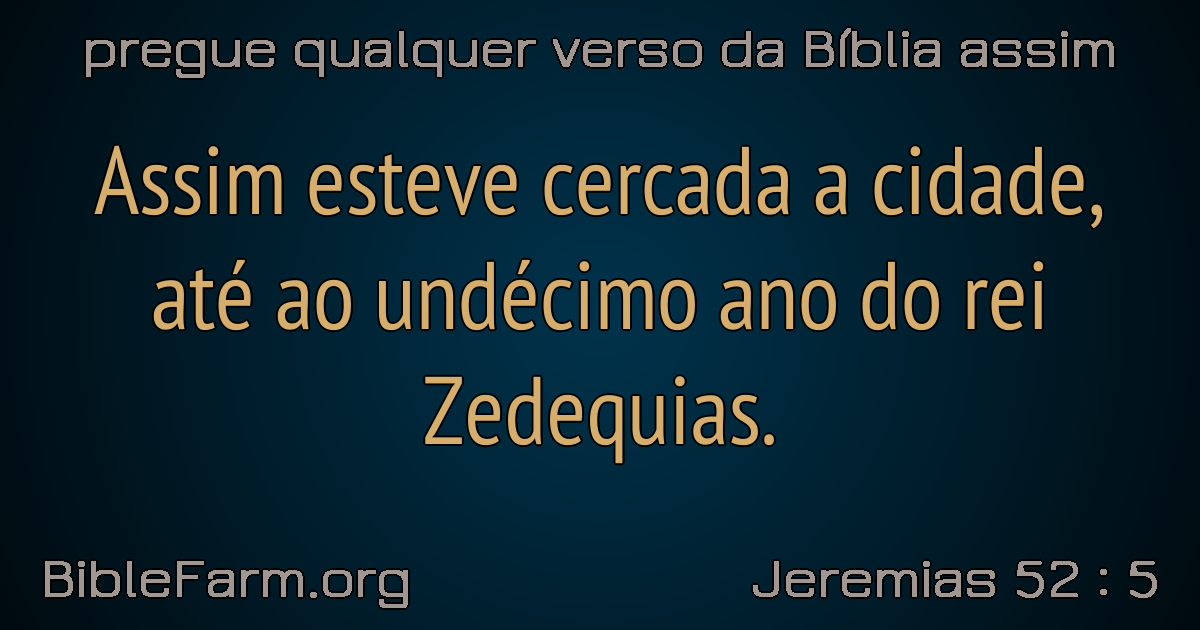 pregue qualquer verso da Bíblia assim
Assim esteve cercada a cidade,
até ao undécimo ano do rei
Zedequias.
BibleFarm.org
Jeremias 52 : 5